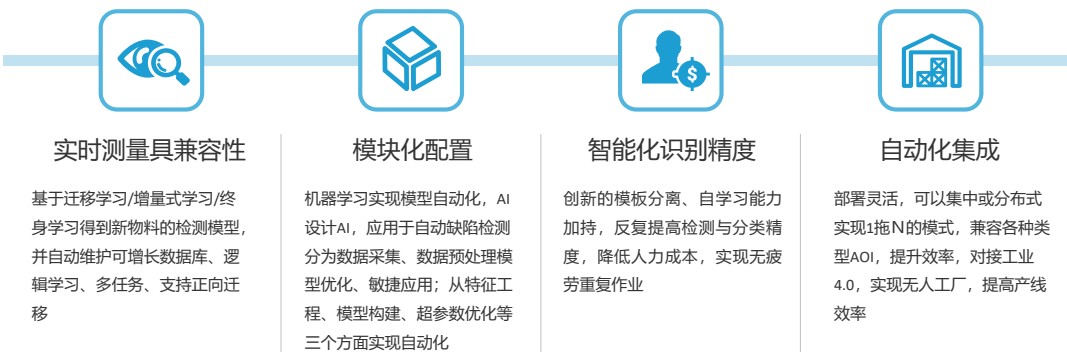 实时测量具兼容性
基于迁移学习/增量式学习/终
身学习得到新物料的检测模型，
并自动维护可增长数据库、逻
辑学习、多任务、支持正向迁
移
模块化配置
机器学习实现模型自动化，AI
设计AI，应用于自动缺陷检测
分为数据采集、数据预处理模
型优化、敏捷应用；从特征工
程、模型构建、超参数优化等
三个方面实现自动化
智能化识别精度
创新的模板分离、自学习能力
加持，反复提高检测与分类精
度，降低人力成本，实现无疲
劳重复作业
自动化集成
部署灵活，可以集中或分布式
实现1拖N的模式，兼容各种类
型AOI，提升效率，对接工业
4.0，实现无人工厂，提高产线
效率